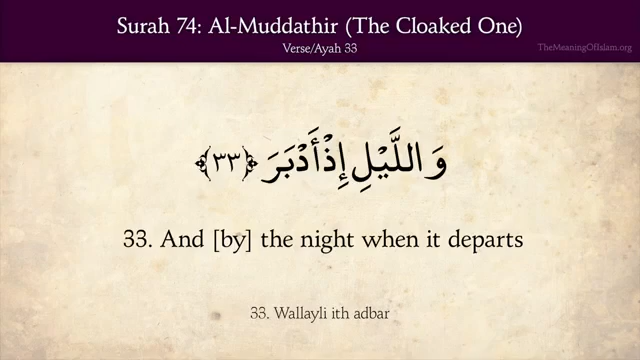 Surah 74: Al-Muddathir (The Cloaked One)
Verse/Ayah 33
TheMeaningOfIslam.org
وَاللَّيْلِ إِذْ أَدْبَرَ ﴿٣٣﴾
33. And [by] the night when it departs
33. Wallayli ith adbar